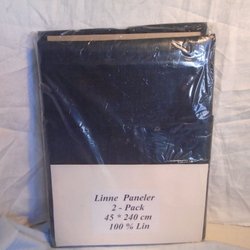 Linne Paneler
2 - Pack
45 * 240 cm
100 % Lin